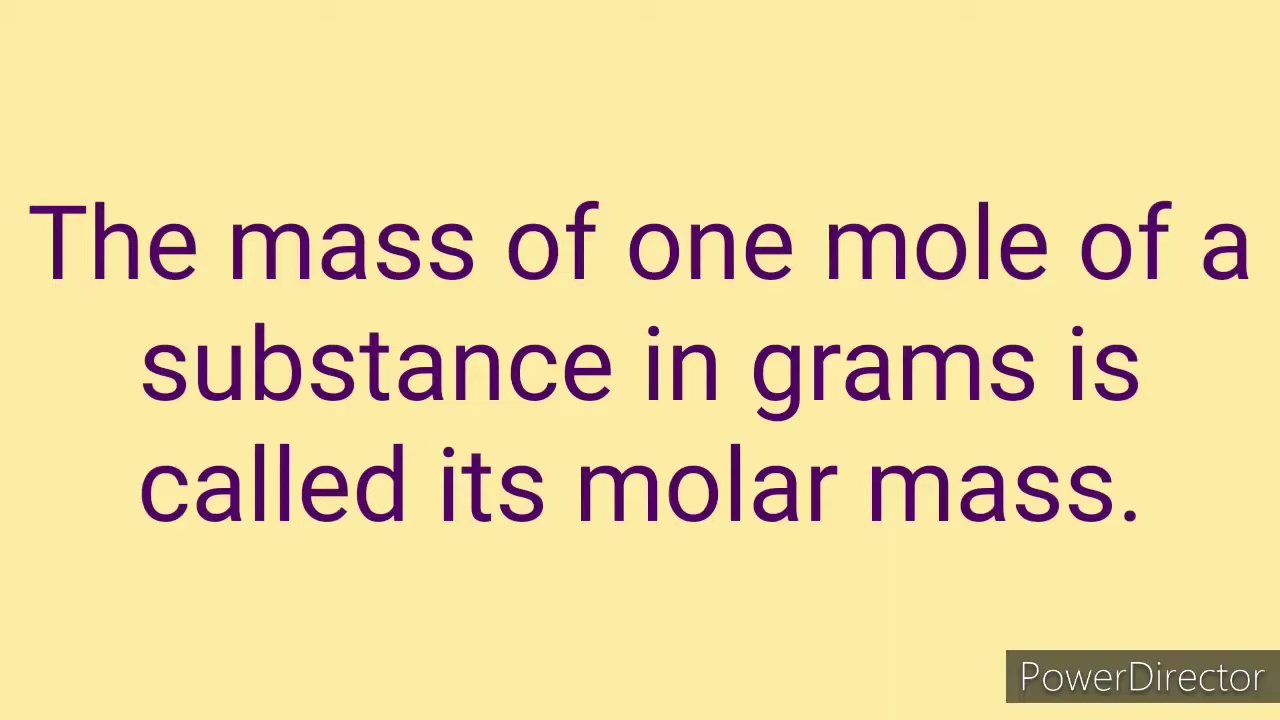 The mass of one mole of a
substance in grams is
called its molar mass.
PowerDirector